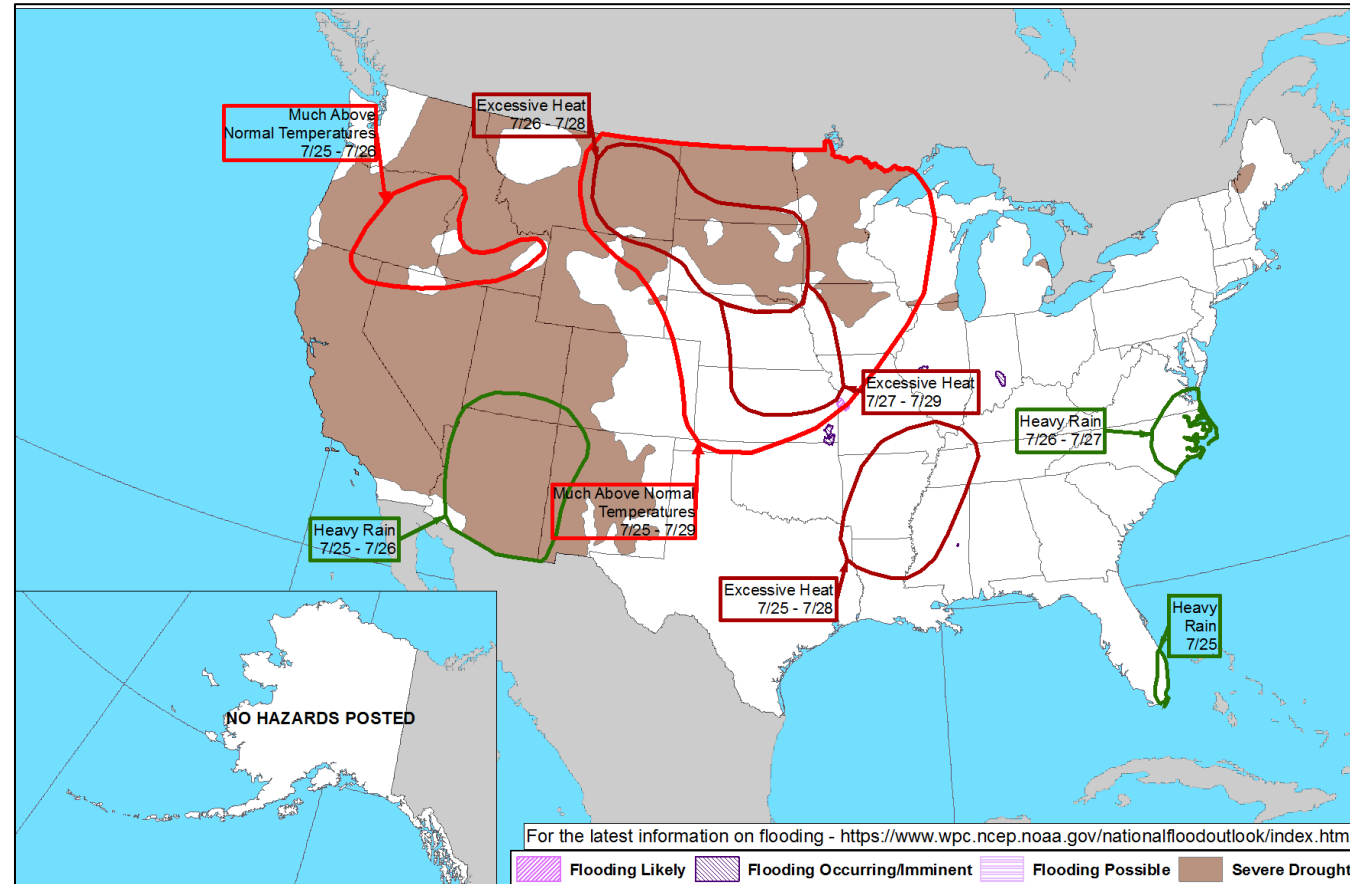 Excessive Heat
7/26 - 7/28
Much Above
Normal Temperatures
7/25 - 7/26
Excessive Heat
7/27 - 7/29
Heavy Rain
7/26 - 7/27
Much Above Normal
Temperatures
7/25 - 7/29
Heavy Rain
7/25 - 7/26
Excessive Heat
7/25 - 7/28
Heavy
Rain
7/25
NO HAZARDS POSTED
For the latest information on flooding - https://www.wpc.ncep.noaa.gov/nationalfloodoutlook/index.htm
Flooding Likely
Flooding Occurring/Imminent
Flooding Possible
Severe Drought